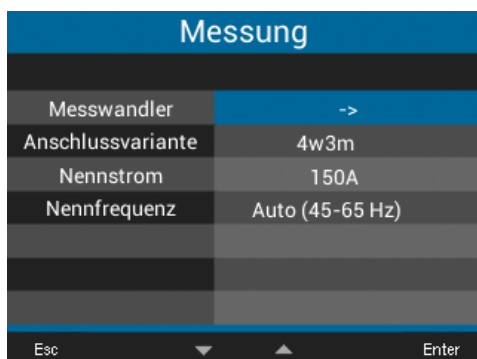 Messung
Messwandler ->
Anschlussvariante 4w3m
Nennstrom 150A
Nennfrequenz Auto (45-65 Hz)
Esc Enter